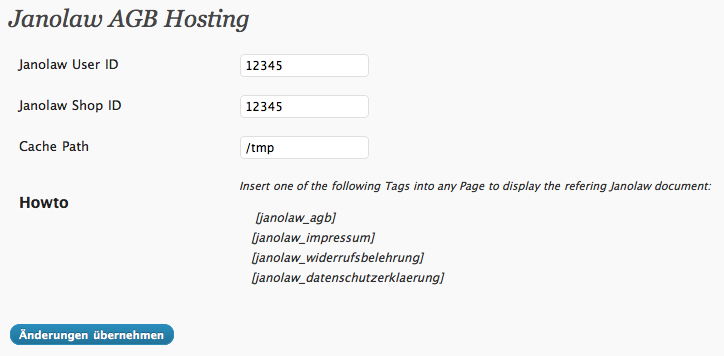 Janolaw AGB Hosting
Janolaw User ID 12345
Janolaw Shop ID 12345
Cache Path /tmp
Insert one of the following Tags into any Page to display the refering Janolaw document:
Howto
[janolaw_agb]
[janolaw_impressum]
[janolaw_widerrufsbelehrung]
[janolaw_datenschutzerklaerung]
Änderungen übernehmen